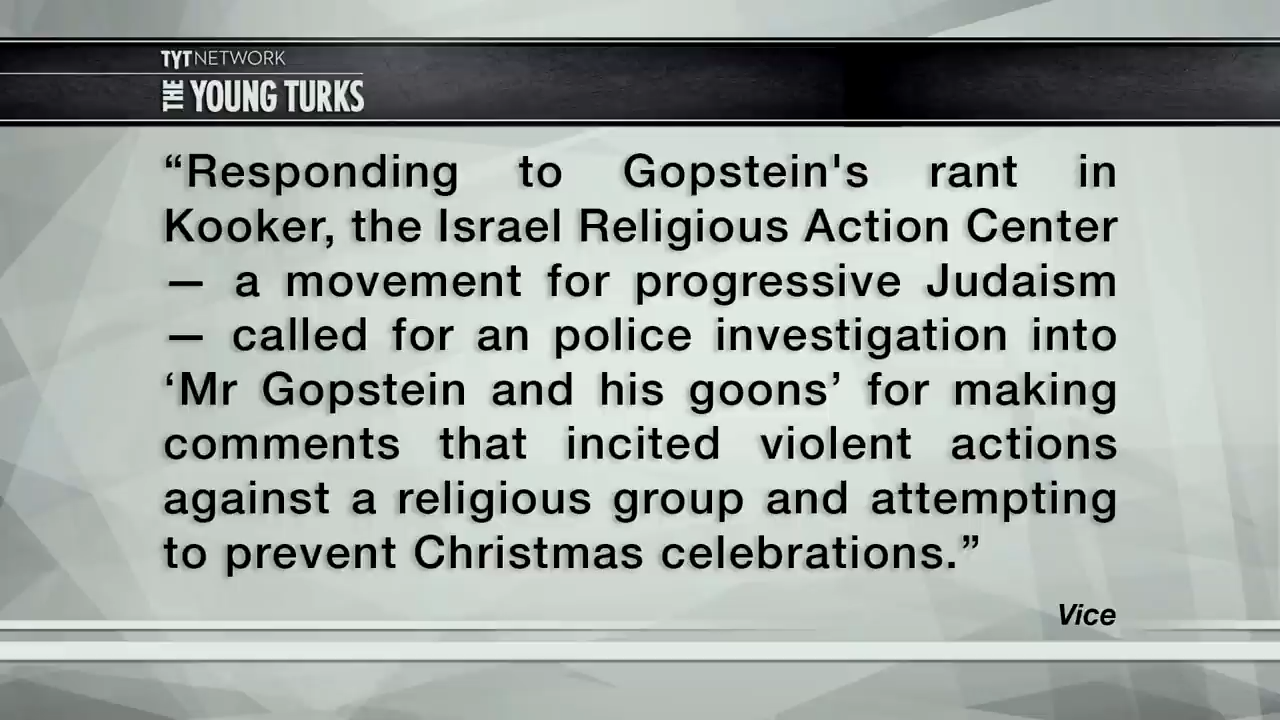 TYT NETWORK
THE YOUNG TURKS
“Responding to Gopstein's rant in
Kooker, the Israel Religious Action Center
— a movement for progressive Judaism
— called for an police investigation into
‘Mr Gopstein and his goons’ for making
comments that incited violent actions
against a religious group and attempting
to prevent Christmas celebrations.”
Vice